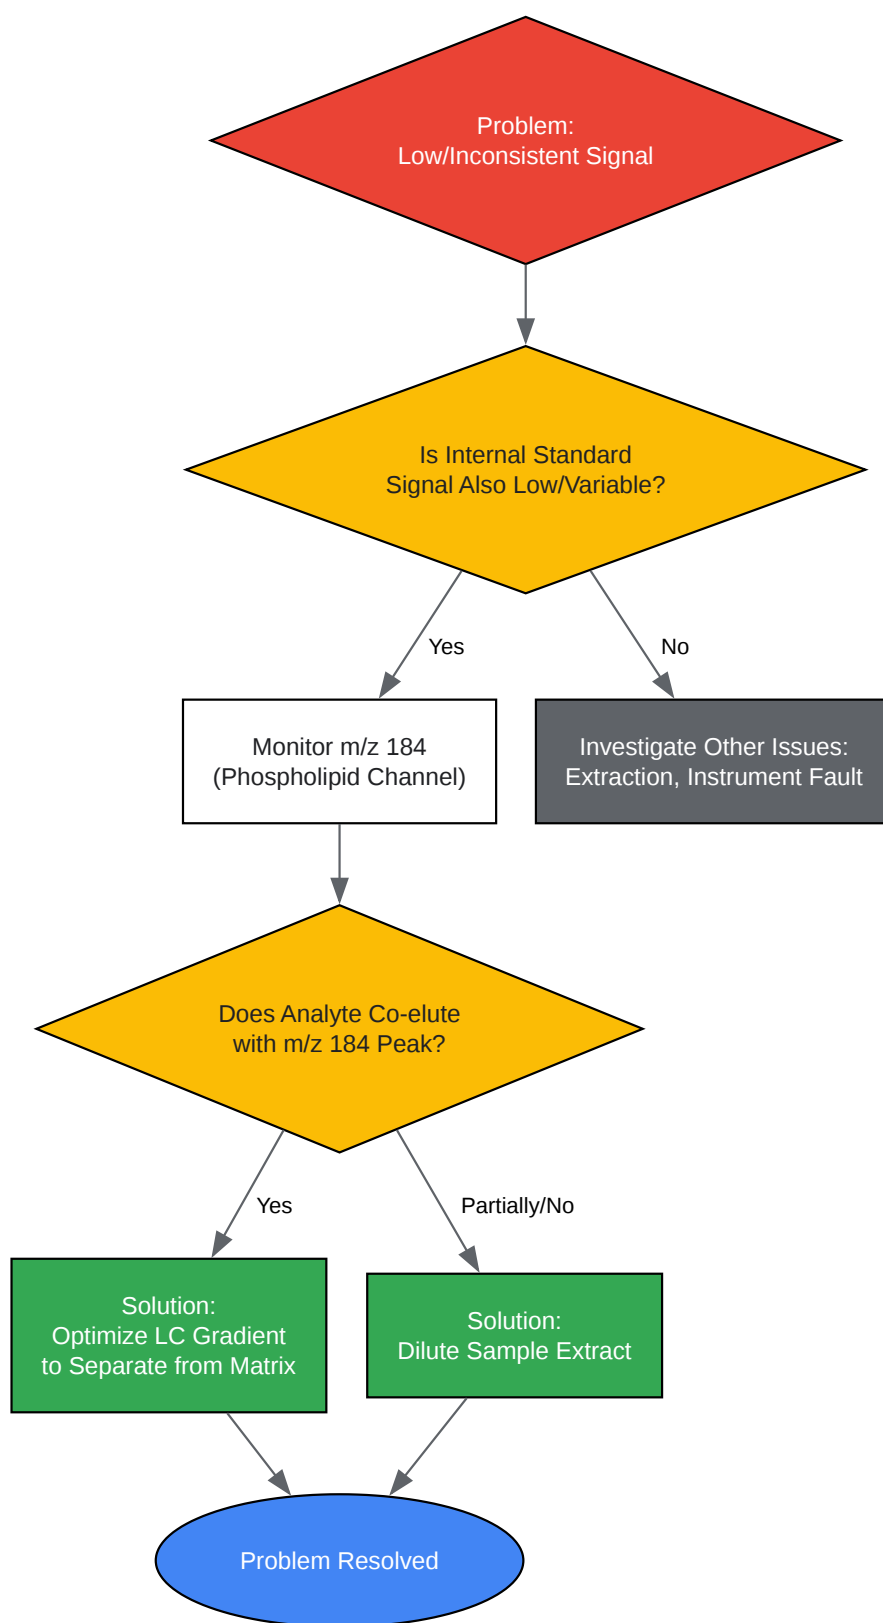 Problem:
Low/Inconsistent Signal
Is Internal Standard
Signal Also Low/Variable?
Yes
No
Monitor m/z 184
(Phospholipid Channel)
Investigate Other Issues:
Extraction, Instrument Fault
Does Analyte Co-elute
with m/z 184 Peak?
Yes
Partially/No
Solution:
Optimize LC Gradient
to Separate from Matrix
Solution:
Dilute Sample Extract
Problem Resolved